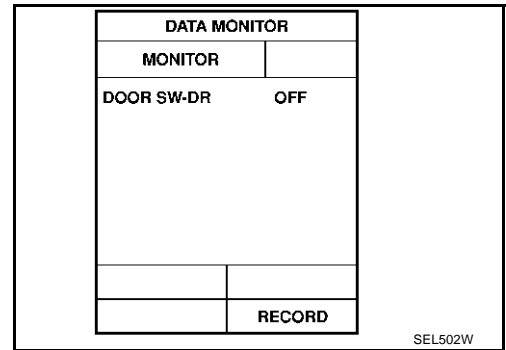 DATA MONITOR
MONITOR
DOOR SW-DR OFF
RECORD
SEL502W